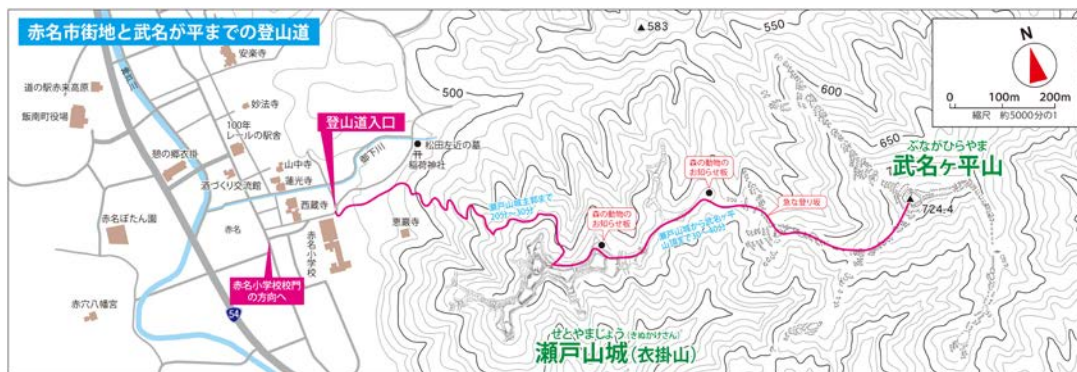 赤名市街地と武名が平までの登山道
安楽寺
道の駅赤来高原
飯南町役場
妙法寺
100年
レールの駅舎
憩の郷衣掛
山中寺
酒づくり交流館
蓮光寺
西蔵寺
赤名ぼたん園
赤名
赤名小学校
赤穴八幡宮
赤名小学校校門
の方向へ
54
登山道入口
御下川
松田左近の墓
稲荷神社
悪巌寺
瀬戸山城主郭まで
20分〜30分
森の動物の
お知らせ板
瀬戸山城から武名ヶ平
山頂まで30〜40分
森の動物の
お知らせ板
急な登り坂
せとやまじょう(きぬかけさん)
瀬戸山城(衣掛山)
ふながひらやま
武名ヶ平山
724.4
583
500
550
600
650
N
0 100m 200m
縮尺 約5000分の1